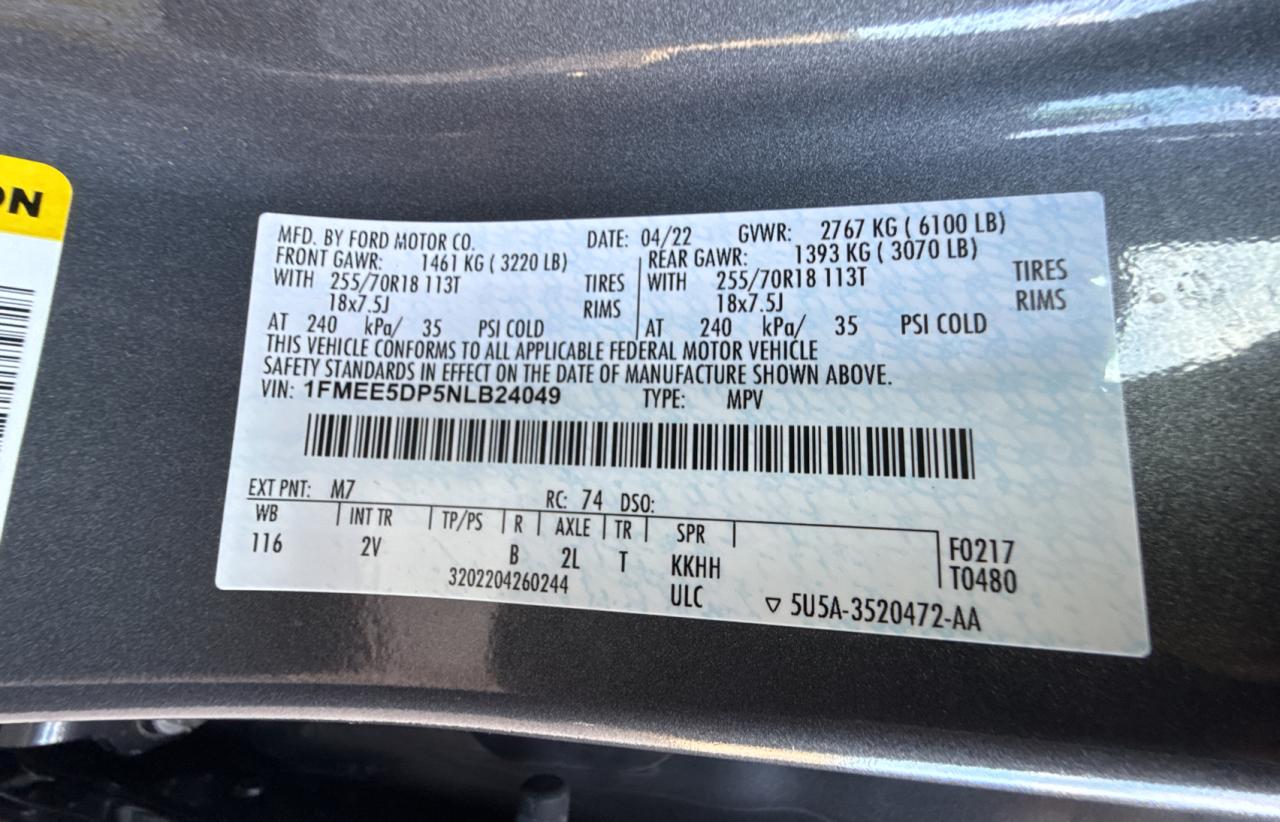 ON
MFD. BY FORD MOTOR CO. DATE: 04/22 GVWR: 2767 KG ( 6100 LB)
FRONT GAWR: 1461 KG ( 3220 LB) REAR GAWR: 1393 KG ( 3070 LB)
WITH 255/70R18 113T TIRES WITH 255/70R18 113T TIRES
18x7.5J RIMS 18x7.5J RIMS
AT 240 kPa/ 35 PSI COLD AT 240 kPa/ 35 PSI COLD
THIS VEHICLE CONFORMS TO ALL APPLICABLE FEDERAL MOTOR VEHICLE
SAFETY STANDARDS IN EFFECT ON THE DATE OF MANUFACTURE SHOWN ABOVE.
VIN: 1FMEE5DP5NLB24049 TYPE: MPV
EXT PNT: M7 RC: 74 DSO:
WB INT TR TP/PS R AXLE TR SPR
116 2V B 2L T KKHH F0217
3202204260244 ULC T0480
▽ 5U5A-3520472-AA